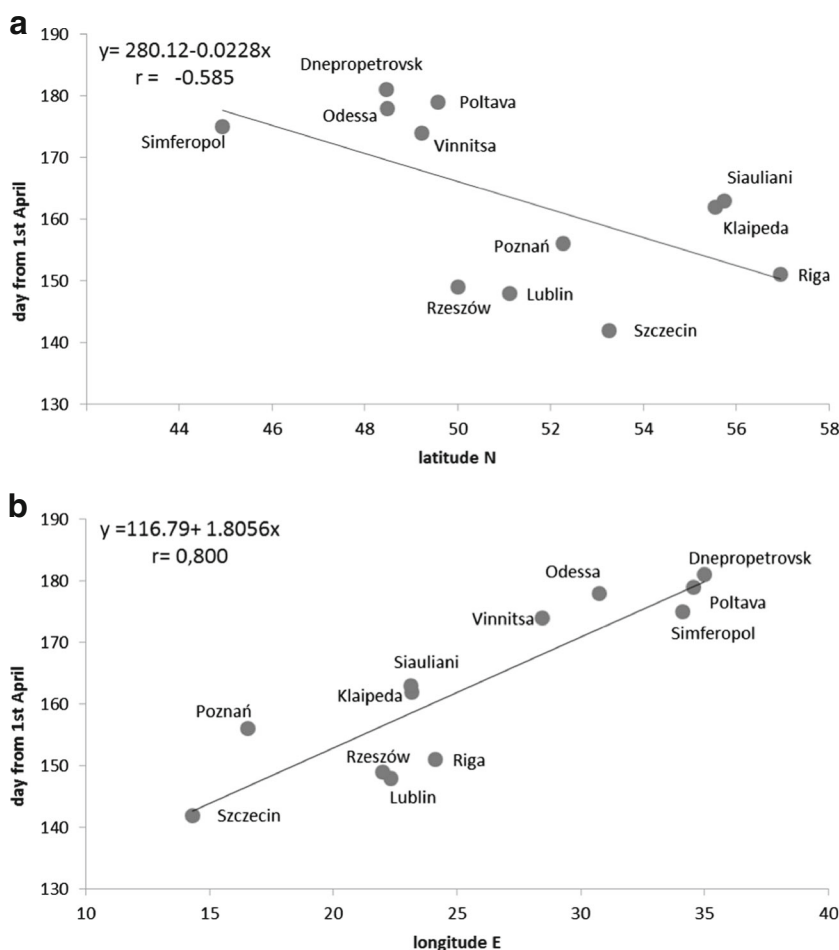 a
y= 280.12-0.0228x
r = -0.585
190
180
170
160
150
140
130
day from 1st April
Dnepropetrovsk
Odessa
Poltava
Simferopol
Vinnitsa
Siauliani
Klaipeda
Poznań
Riga
Rzeszów
Lublin
Szczecin
44 46 48 50 52 54 56 58
latitude N
b
y =116.79+ 1.8056x
r= 0,800
190
180
170
160
150
140
130
day from 1st April
Dnepropetrovsk
Odessa
Poltava
Vinnitsa
Simferopol
Siauliani
Klaipeda
Poznań
Rzeszów
Riga
Lublin
Szczecin
10 15 20 25 30 35 40
longitude E